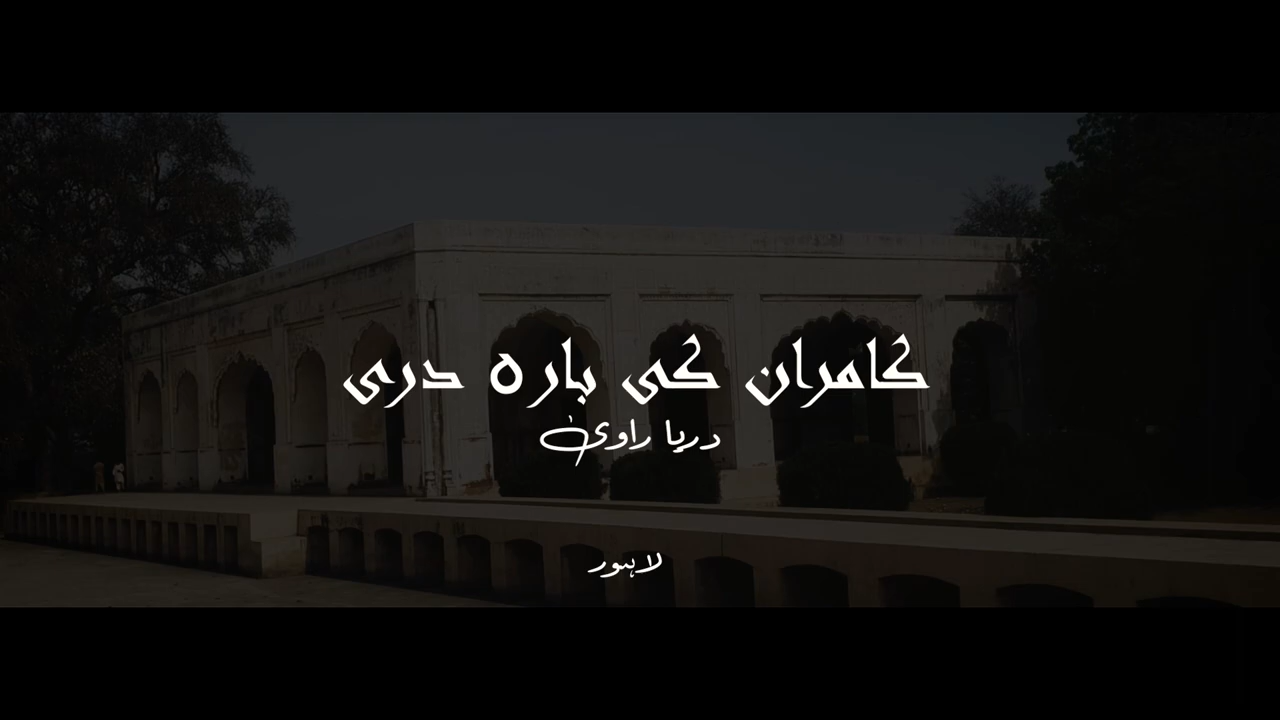 کامران کی بارہ دری
دریا راوی
لاہور